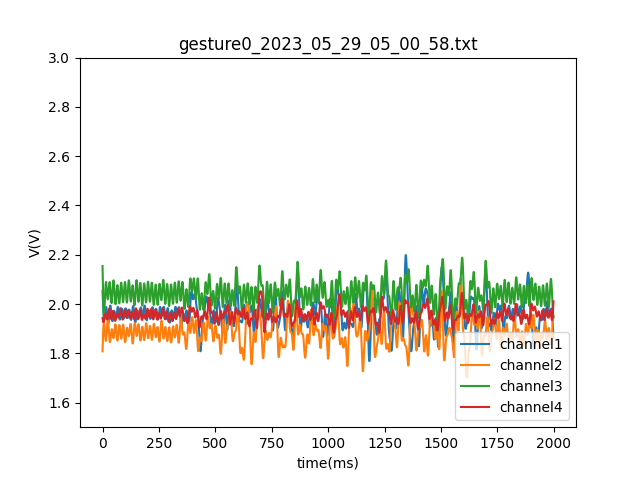 gesture0_2023_05_29_05_00_58.txt
3.0
2.8
2.6
2.4
2.2
2.0
1.8
1.6
V(V)
channel1
channel2
channel3
channel4
0 250 500 750 1000 1250 1500 1750 2000
time(ms)